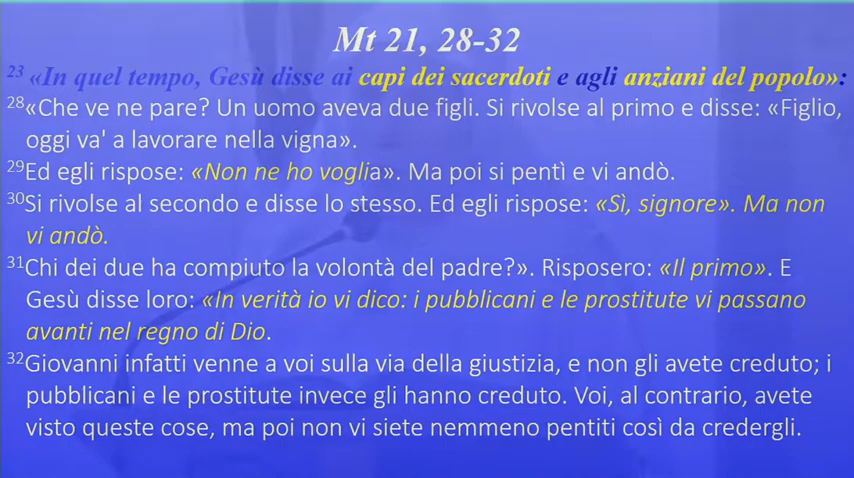 Mt 21, 28-32
23 «In quel tempo, Gesù disse ai capi dei sacerdoti e agli anziani del popolo»:
28«Che ve ne pare? Un uomo aveva due figli. Si rivolse al primo e disse: «Figlio,
oggi va' a lavorare nella vigna».
29Ed egli rispose: «Non ne ho voglia». Ma poi si pentì e vi andò.
30Si rivolse al secondo e disse lo stesso. Ed egli rispose: «Sì, signore». Ma non
vi andò.
31Chi dei due ha compiuto la volontà del padre?». Risposero: «Il primo». E
Gesù disse loro: «In verità io vi dico: i pubblicani e le prostitute vi passano
avanti nel regno di Dio.
32Giovanni infatti venne a voi sulla via della giustizia, e non gli avete creduto; i
pubblicani e le prostitute invece gli hanno creduto. Voi, al contrario, avete
visto queste cose, ma poi non vi siete nemmeno pentiti così da credergli.